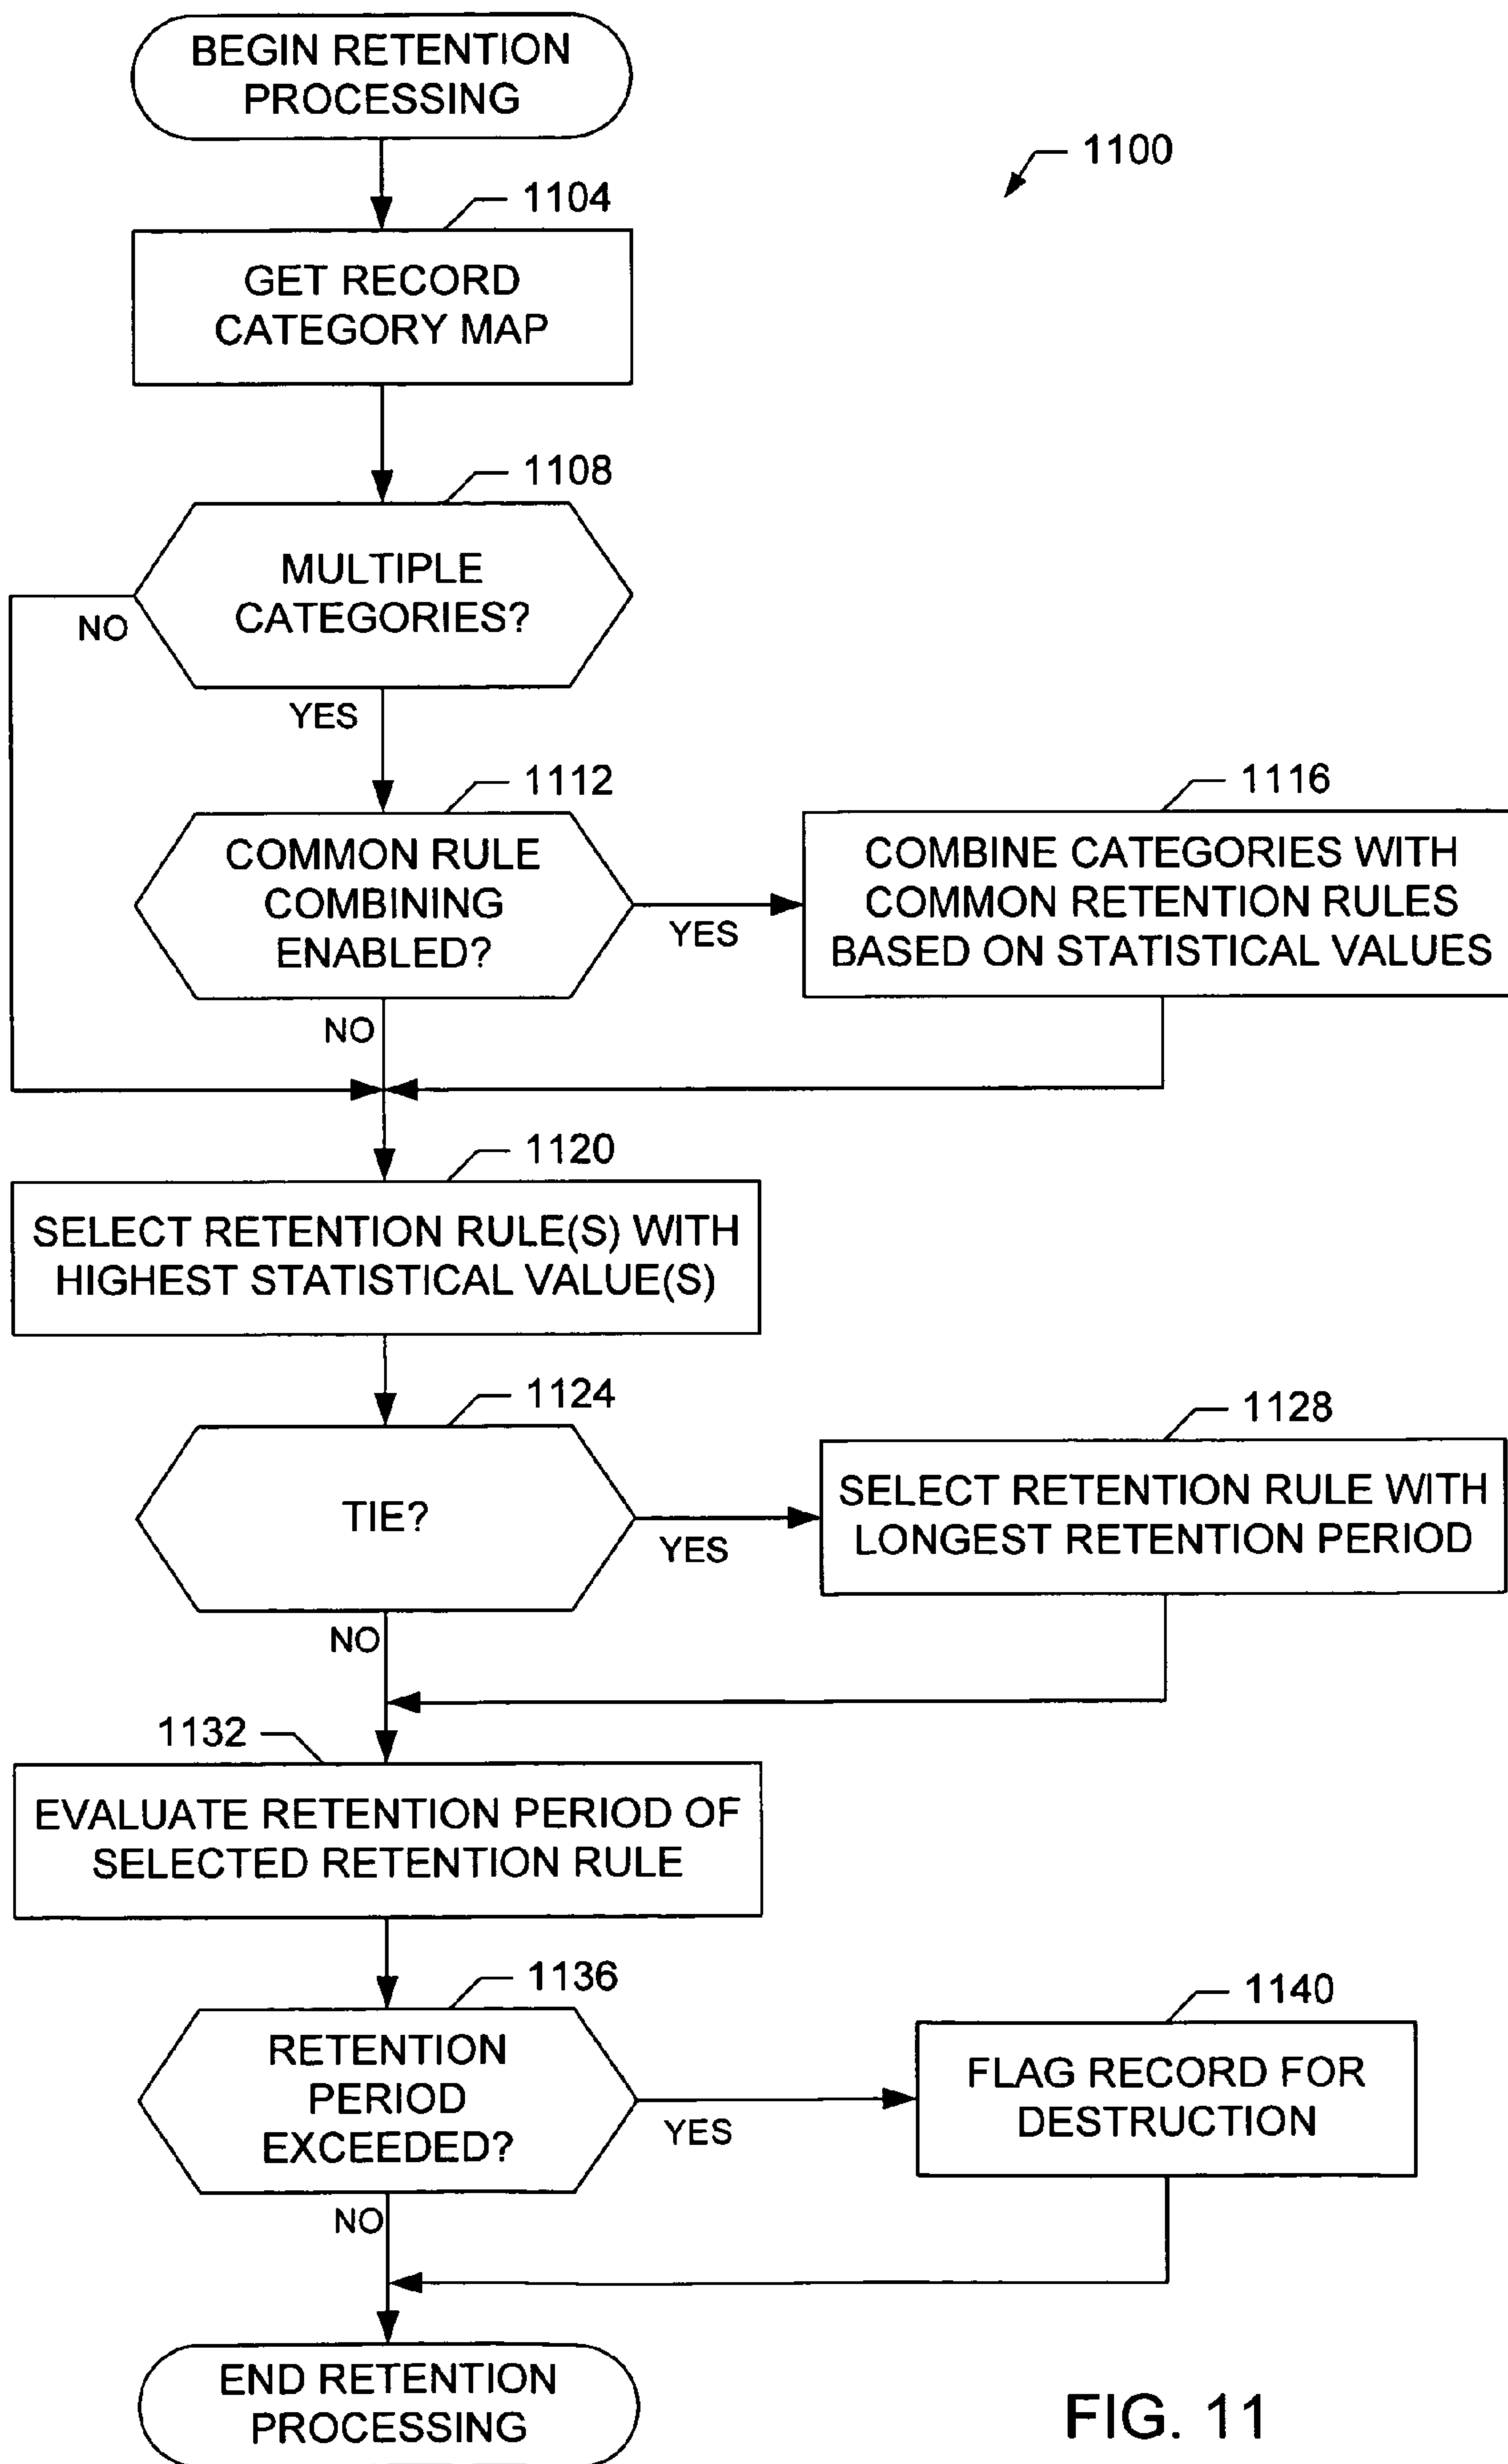 BEGIN RETENTION
PROCESSING
1100
1104
GET RECORD
CATEGORY MAP
1108
MULTIPLE
CATEGORIES?
NO
YES
1112
COMMON RULE
COMBINING
ENABLED?
YES
NO
1116
COMBINE CATEGORIES WITH
COMMON RETENTION RULES
BASED ON STATISTICAL VALUES
1120
SELECT RETENTION RULE(S) WITH
HIGHEST STATISTICAL VALUE(S)
1124
TIE?
YES
NO
1128
SELECT RETENTION RULE WITH
LONGEST RETENTION PERIOD
1132
EVALUATE RETENTION PERIOD OF
SELECTED RETENTION RULE
1136
RETENTION
PERIOD
EXCEEDED?
YES
NO
1140
FLAG RECORD FOR
DESTRUCTION
END RETENTION
PROCESSING
FIG. 11